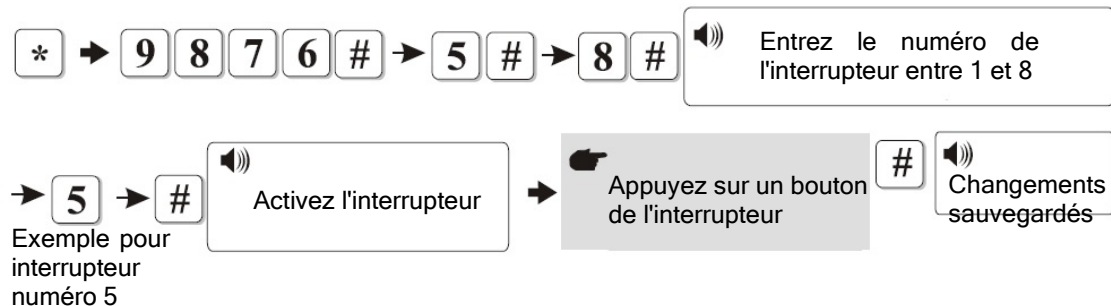 * 9 8 7 6 # 5 # 8 # Entrez le numéro de
l'interrupteur entre 1 et 8
5 # Activez l'interrupteur Appuyez sur un bouton
de l'interrupteur # Changements
sauvegardés
Exemple pour
interrupteur
numéro 5